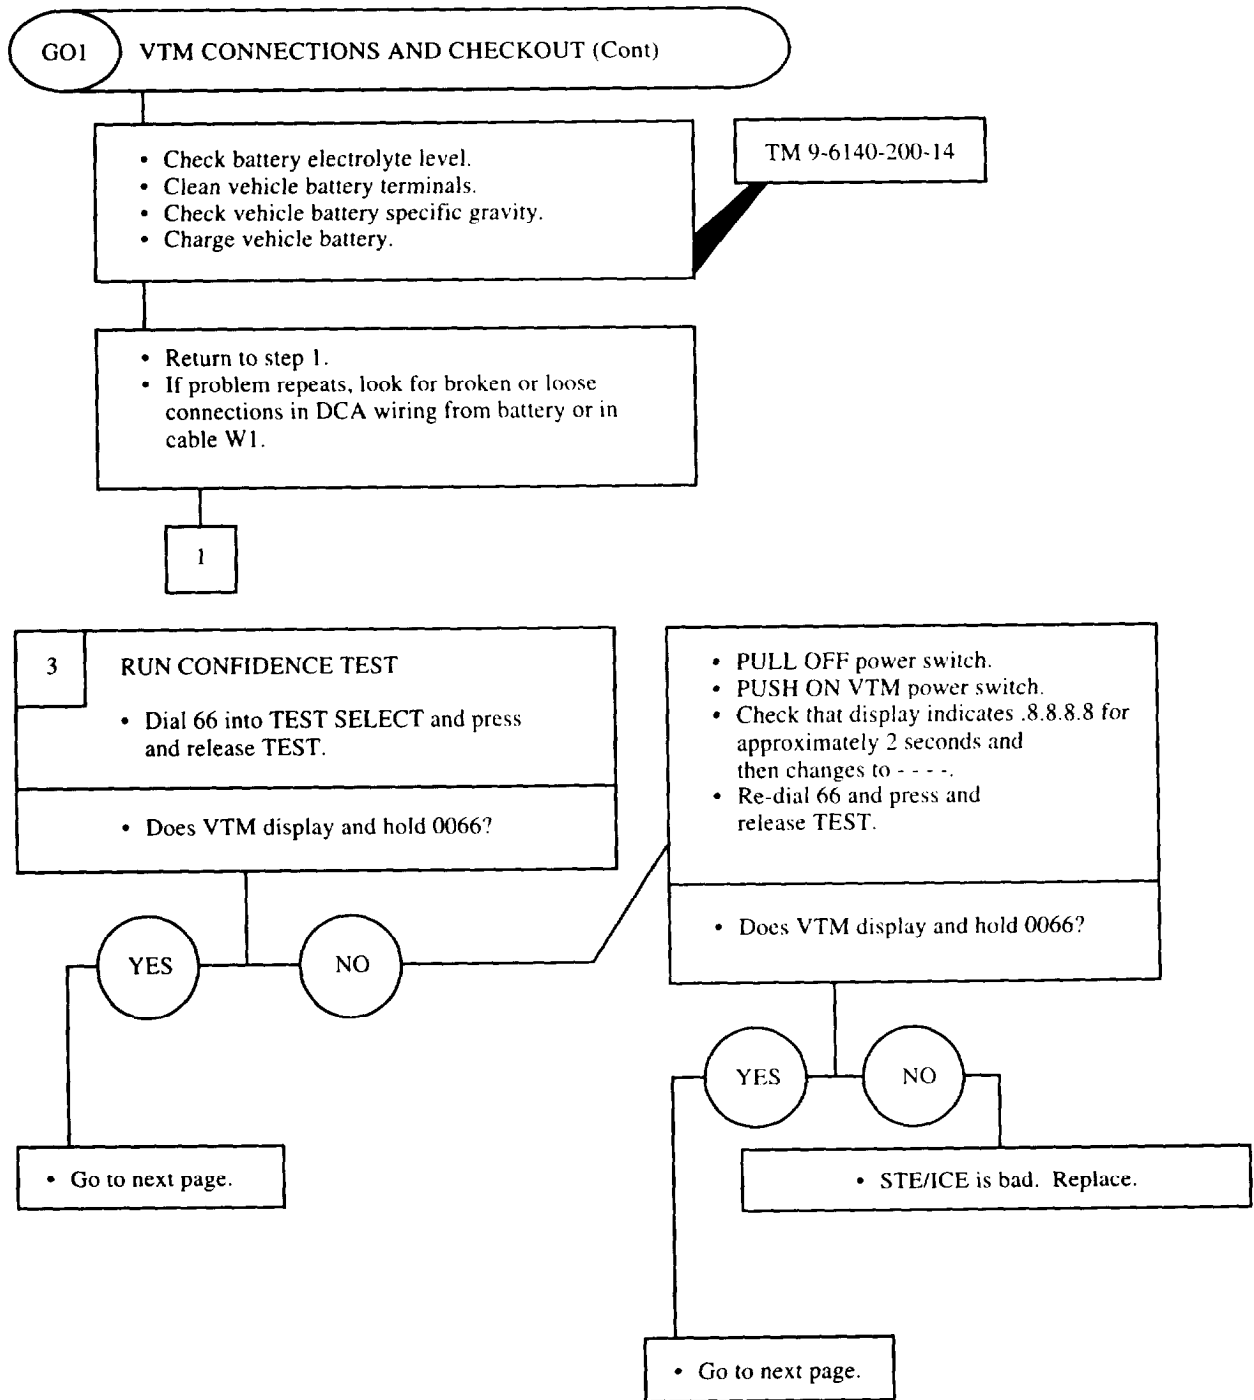 GO1 VTM CONNECTIONS AND CHECKOUT (Cont)
• Check battery electrolyte level.
• Clean vehicle battery terminals.
• Check vehicle battery specific gravity.
• Charge vehicle battery.
TM 9-6140-200-14
• Return to step 1.
• If problem repeats, look for broken or loose
connections in DCA wiring from battery or in
cable W1.
1
3 RUN CONFIDENCE TEST
• Dial 66 into TEST SELECT and press
and release TEST.
• Does VTM display and hold 0066?
YES
NO
• Go to next page.
• PULL OFF power switch.
• PUSH ON VTM power switch.
• Check that display indicates .8.8.8.8 for
approximately 2 seconds and
then changes to - - - -.
• Re-dial 66 and press and
release TEST.
• Does VTM display and hold 0066?
YES
NO
• STE/ICE is bad. Replace.
• Go to next page.